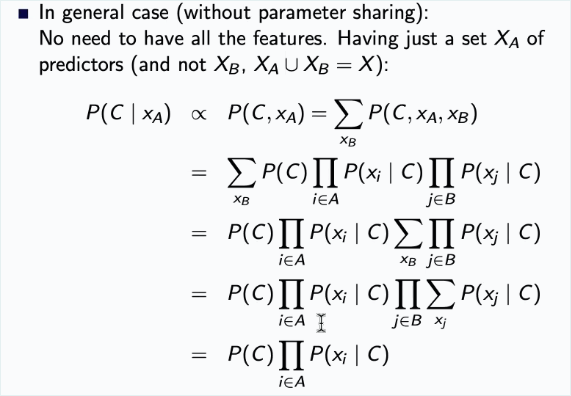 ■ In general case (without parameter sharing):
No need to have all the features. Having just a set X_A of
predictors (and not X_B, X_A ∪ X_B = X):
P(C | x_A) ∝ P(C, x_A) = ∑_{x_B} P(C, x_A, x_B)
= ∑_{x_B} P(C) ∏_{i∈A} P(x_i | C) ∏_{j∈B} P(x_j | C)
= P(C) ∏_{i∈A} P(x_i | C) ∑_{x_B} ∏_{j∈B} P(x_j | C)
= P(C) ∏_{i∈A} P(x_i | C) ∏_{j∈B} ∑_{x_j} P(x_j | C)
= P(C) ∏_{i∈A} P(x_i | C)